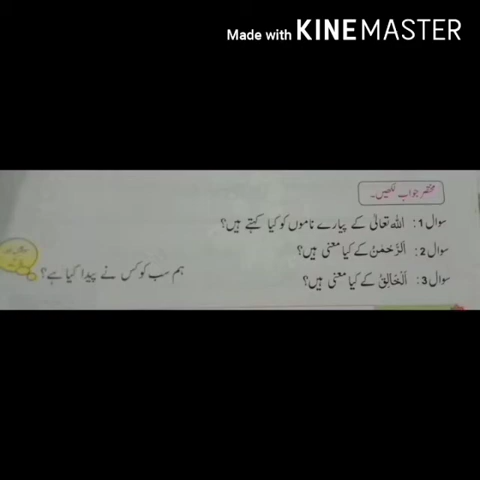 Made with KINEMASTER
مختصر جواب لکھیں۔
سوال 1: اللہ تعالیٰ کے پیارے ناموں کو کیا کہتے ہیں؟
سوال 2: اَلرَّحْمٰنُ کے کیا معنی ہیں؟
ہم سب کو کس نے پیدا کیا ہے؟
سوال 3: اَلْخَالِقُ کے کیا معنی ہیں؟